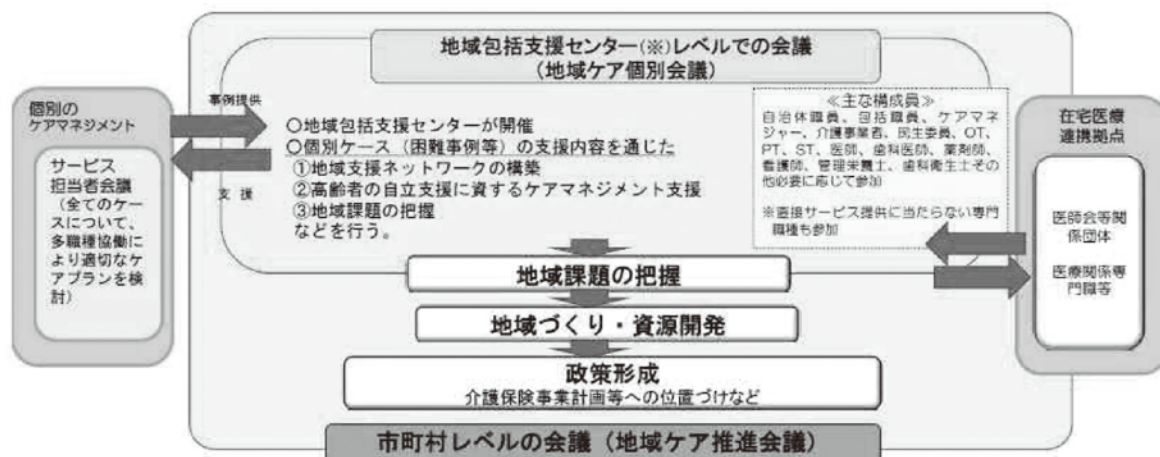 地域包括支援センター(※)レベルでの会議
(地域ケア個別会議)
個別の
ケアマネジメント
サービス
担当者会議
(全てのケー
スについて、
多職種協働に
より適切なケ
アプランを検
討)
事例提供
支 援
〇地域包括支援センターが開催
〇個別ケース(困難事例等)の支援内容を通じた
①地域支援ネットワークの構築
②高齢者の自立支援に資するケアマネジメント支援
③地域課題の把握
などを行う。
≪主な構成員≫
自治体職員、包括職員、ケアマネ
ジャー、介護事業者、民生委員、OT、
PT、ST、医師、歯科医師、薬剤師、
看護師、管理栄養士、歯科衛生士その
他必要に応じて参加
※直接サービス提供に当たらない専門
職種も参加
在宅医療
連携拠点
医師会等関
係団体
医療関係専
門職等
地域課題の把握
地域づくり・資源開発
政策形成
介護保険事業計画等への位置づけなど
市町村レベルの会議(地域ケア推進会議)